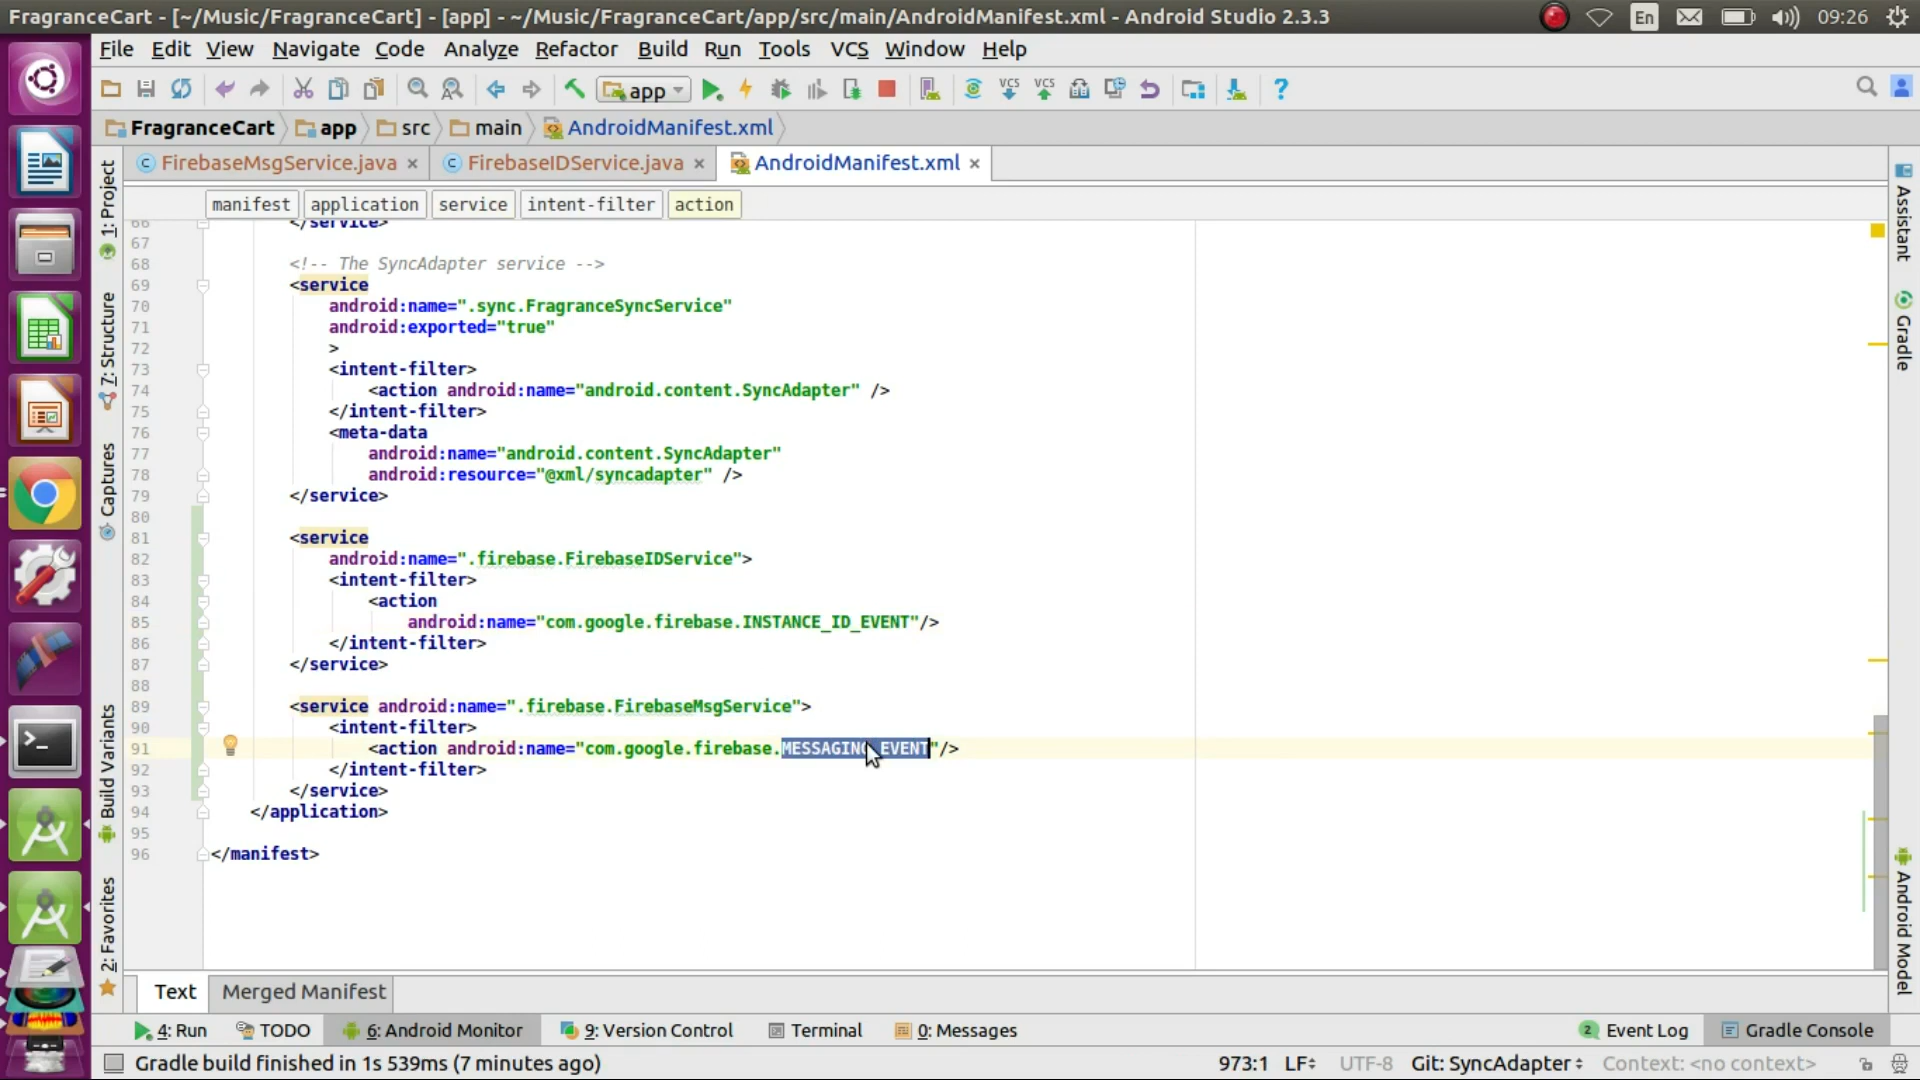 FragranceCart - [~/Music/FragranceCart] - [app] - ~/Music/FragranceCart/app/src/main/AndroidManifest.xml - Android Studio 2.3.3
En
09:26
File Edit View Navigate Code Analyze Refactor Build Run Tools VCS Window Help
app
VCS VCS
FragranceCart app src main AndroidManifest.xml
FirebaseMsgService.java FirebaseIDService.java AndroidManifest.xml
manifest application service intent-filter action
1: Project
7: Structure
Captures
Build Variants
2: Favorites
66 </service>
67
68 <!-- The SyncAdapter service -->
69 <service
70 android:name=".sync.FragranceSyncService"
71 android:exported="true"
72 >
73 <intent-filter>
74 <action android:name="android.content.SyncAdapter" />
75 </intent-filter>
76 <meta-data
77 android:name="android.content.SyncAdapter"
78 android:resource="@xml/syncadapter" />
79 </service>
80
81 <service
82 android:name=".firebase.FirebaseIDService">
83 <intent-filter>
84 <action
85 android:name="com.google.firebase.INSTANCE_ID_EVENT"/>
86 </intent-filter>
87 </service>
88
89 <service android:name=".firebase.FirebaseMsgService">
90 <intent-filter>
91 <action android:name="com.google.firebase.MESSAGING_EVENT"/>
92 </intent-filter>
93 </service>
94 </application>
95
96 </manifest>
Assistant
Gradle
Android Model
Text Merged Manifest
4: Run TODO 6: Android Monitor 9: Version Control Terminal 0: Messages 2 Event Log Gradle Console
Gradle build finished in 1s 539ms (7 minutes ago) 973:1 LF UTF-8 Git: SyncAdapter Context: <no context>